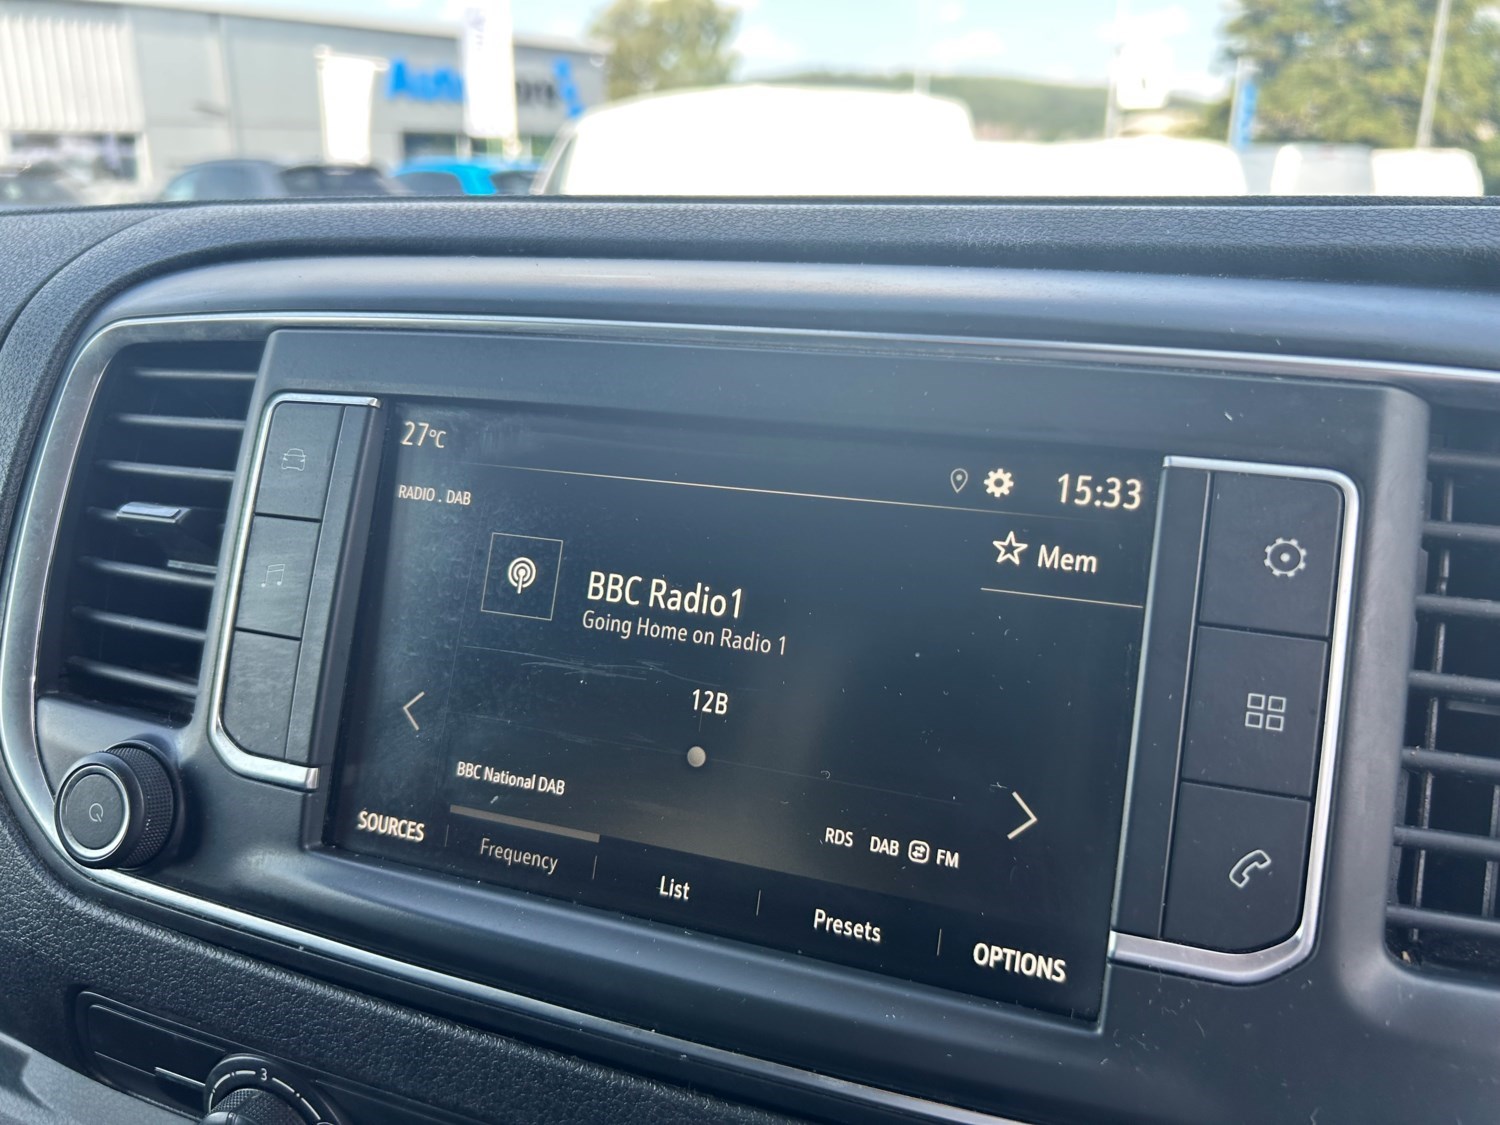 27°C
15:33
RADIO . DAB
Mem
BBC Radio1
Going Home on Radio 1
12B
BBC National DAB
RDS DAB FM
SOURCES
Frequency
List
Presets
OPTIONS
3